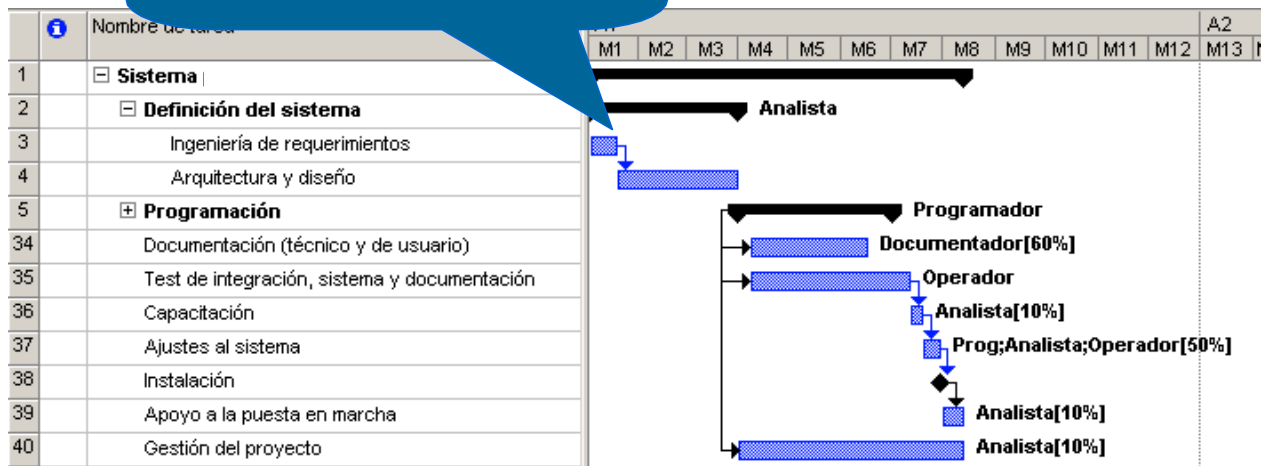 Nombre de tarea
A2
M1 M2 M3 M4 M5 M6 M7 M8 M9 M10 M11 M12 M13
1 Sistema
2 Definición del sistema Analista
3 Ingeniería de requerimientos
4 Arquitectura y diseño
5 Programación Programador
34 Documentación (técnico y de usuario) Documentador[60%]
35 Test de integración, sistema y documentación Operador
36 Capacitación Analista[10%]
37 Ajustes al sistema Prog;Analista;Operador[50%]
38 Instalación
39 Apoyo a la puesta en marcha Analista[10%]
40 Gestión del proyecto Analista[10%]